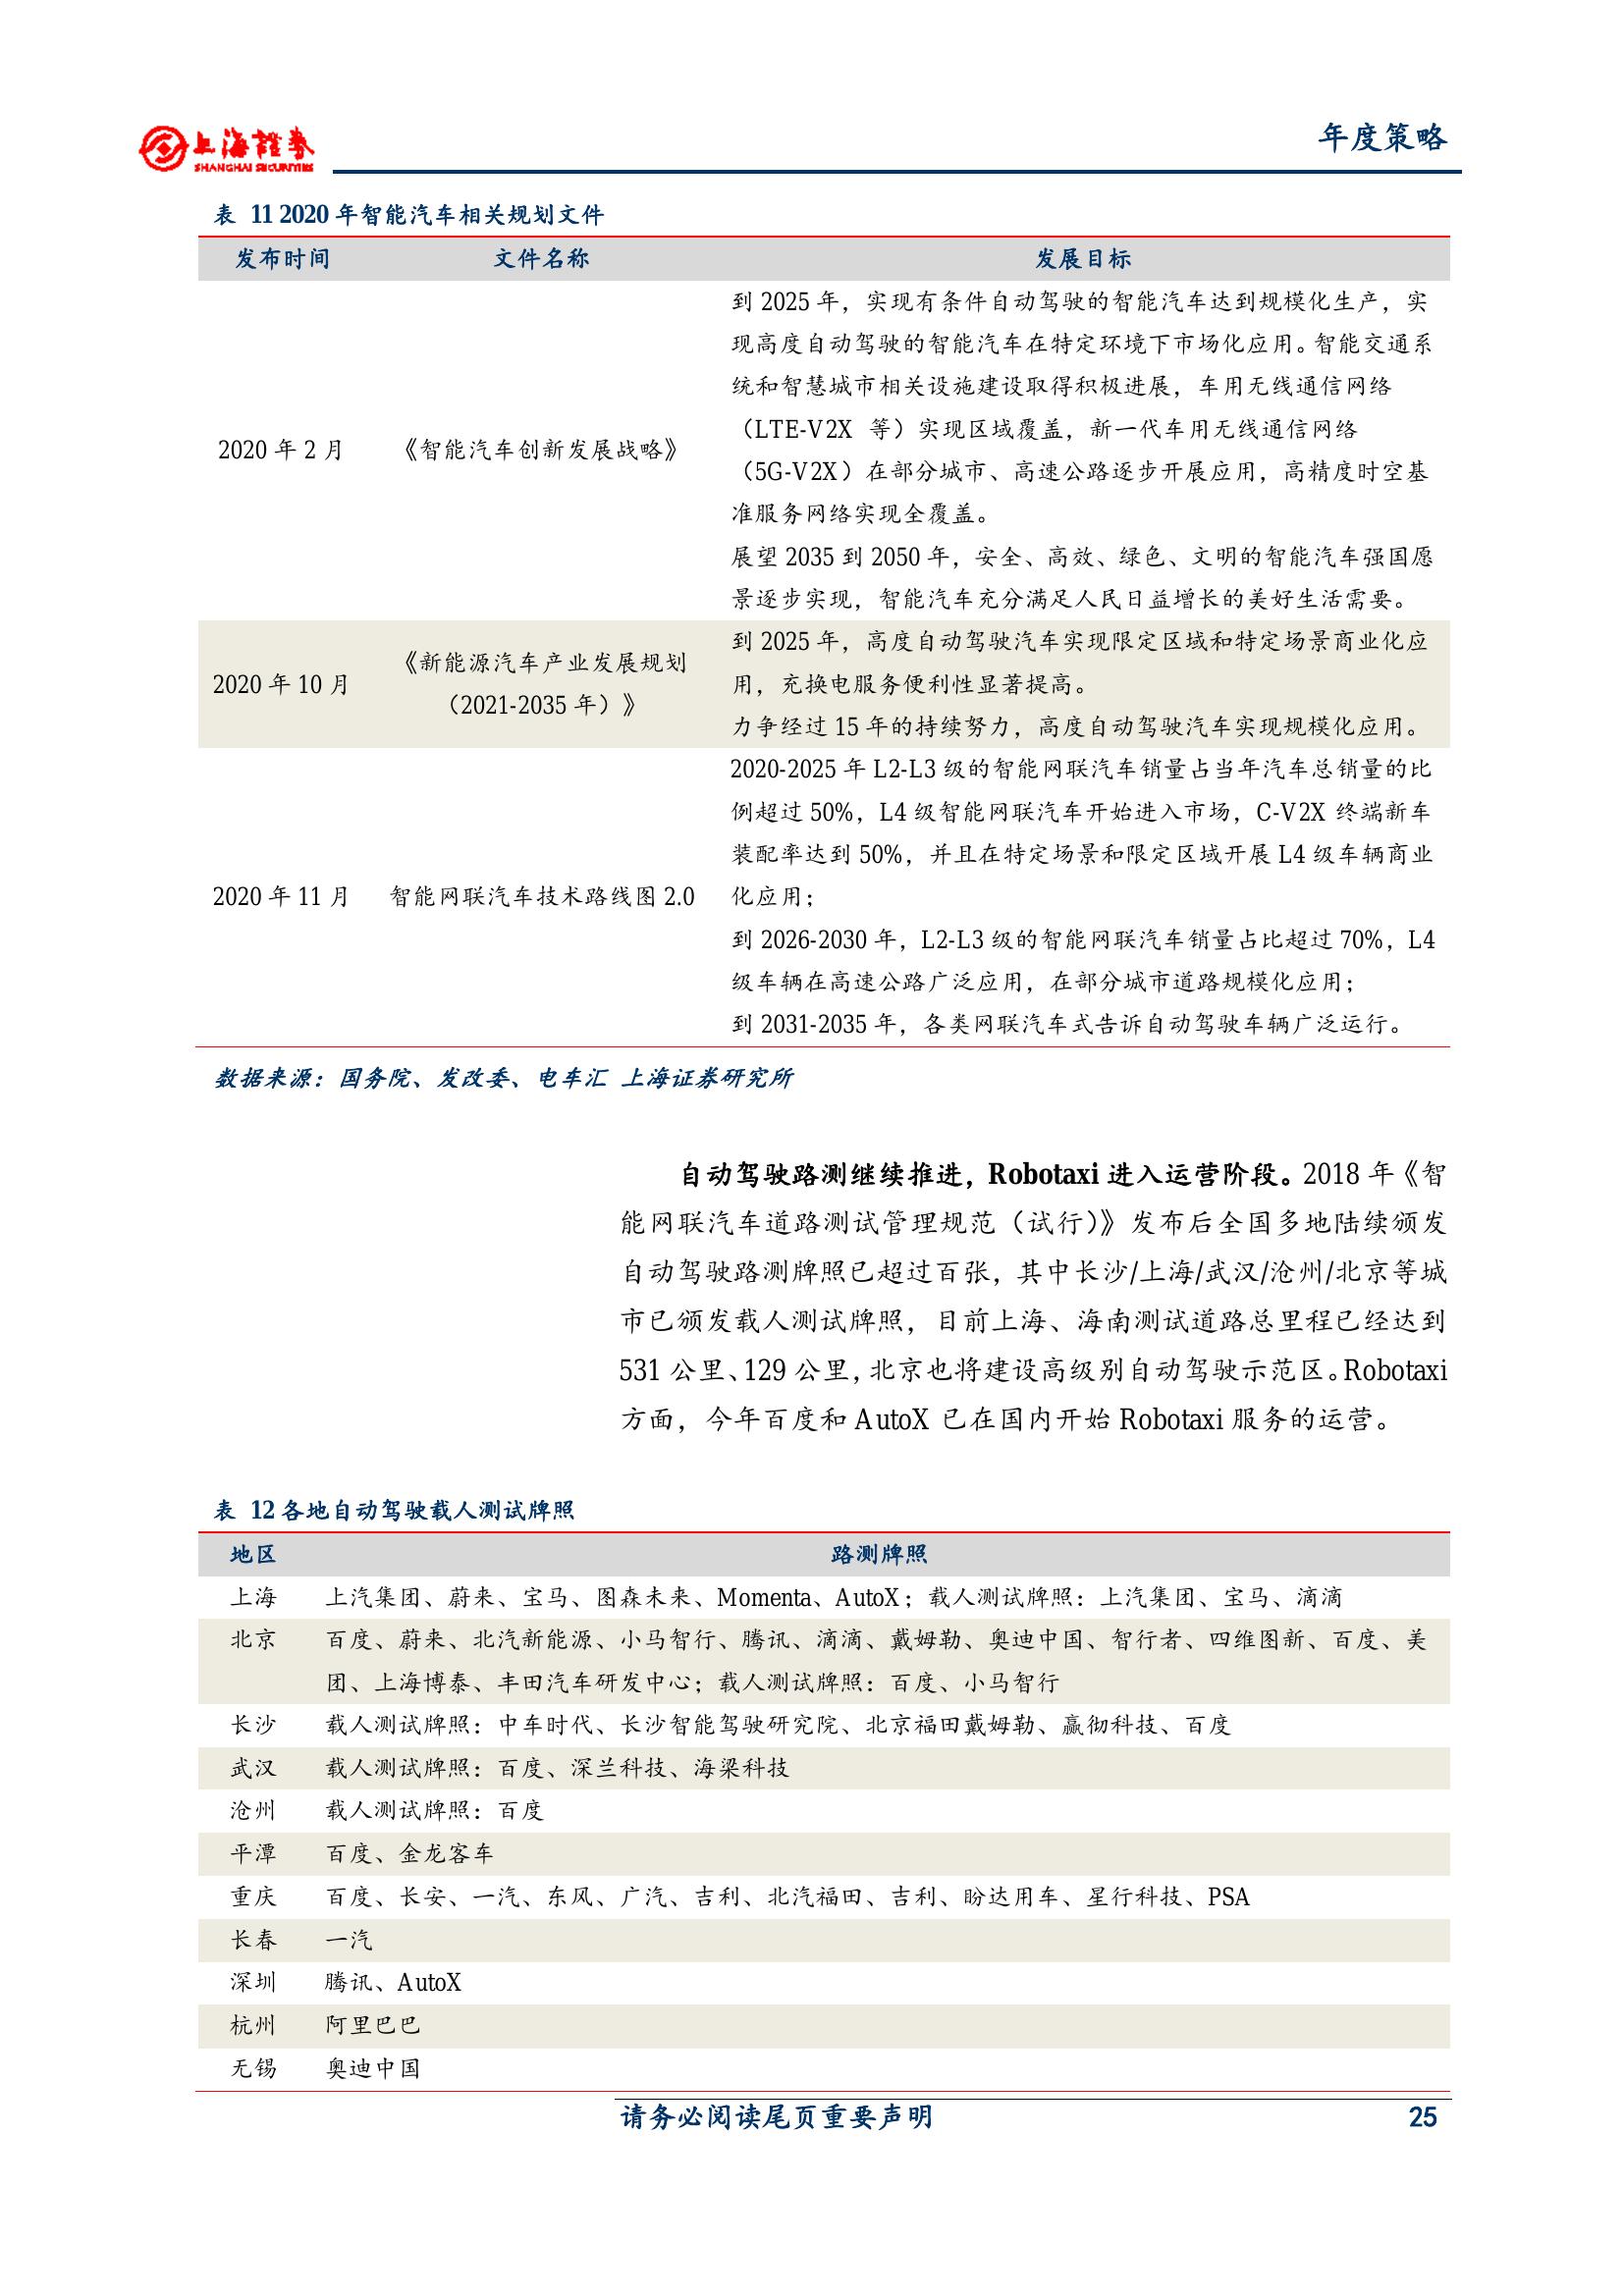 上海證券
SHANGHAI SECURITIES
年度策略
表 11 2020 年智能汽车相关规划文件
发布时间 文件名称 发展目标
到 2025 年，实现有条件自动驾驶的智能汽车达到规模化生产，实
现高度自动驾驶的智能汽车在特定环境下市场化应用。智能交通系
统和智慧城市相关设施建设取得积极进展，车用无线通信网络
（LTE-V2X 等）实现区域覆盖，新一代车用无线通信网络
2020 年 2 月 《智能汽车创新发展战略》
（5G-V2X）在部分城市、高速公路逐步开展应用，高精度时空基
准服务网络实现全覆盖。
展望 2035 到 2050 年，安全、高效、绿色、文明的智能汽车强国愿
景逐步实现，智能汽车充分满足人民日益增长的美好生活需要。
2020 年 10 月
《新能源汽车产业发展规划
（2021-2035 年）》
到 2025 年，高度自动驾驶汽车实现限定区域和特定场景商业化应
用，充换电服务便利性显著提高。
力争经过 15 年的持续努力，高度自动驾驶汽车实现规模化应用。
2020-2025 年 L2-L3 级的智能网联汽车销量占当年汽车总销量的比
例超过 50%，L4 级智能网联汽车开始进入市场，C-V2X 终端新车
装配率达到 50%，并且在特定场景和限定区域开展 L4 级车辆商业
2020 年 11 月 智能网联汽车技术路线图 2.0 化应用；
到 2026-2030 年，L2-L3 级的智能网联汽车销量占比超过 70%，L4
级车辆在高速公路广泛应用，在部分城市道路规模化应用；
到 2031-2035 年，各类网联汽车式告诉自动驾驶车辆广泛运行。
数据来源：国务院、发改委、电车汇 上海证券研究所
自动驾驶路测继续推进，Robotaxi 进入运营阶段。2018 年《智
能网联汽车道路测试管理规范（试行）》发布后全国多地陆续颁发
自动驾驶路测牌照已超过百张，其中长沙/上海/武汉/沧州/北京等城
市已颁发载人测试牌照，目前上海、海南测试道路总里程已经达到
531 公里、129 公里，北京也将建设高级别自动驾驶示范区。Robotaxi
方面，今年百度和 AutoX 已在国内开始 Robotaxi 服务的运营。
表 12 各地自动驾驶载人测试牌照
地区 路测牌照
上海 上汽集团、蔚来、宝马、图森未来、Momenta、AutoX；载人测试牌照：上汽集团、宝马、滴滴
北京 百度、蔚来、北汽新能源、小马智行、腾讯、滴滴、戴姆勒、奥迪中国、智行者、四维图新、百度、美
团、上海博泰、丰田汽车研发中心；载人测试牌照：百度、小马智行
长沙 载人测试牌照：中车时代、长沙智能驾驶研究院、北京福田戴姆勒、赢彻科技、百度
武汉 载人测试牌照：百度、深兰科技、海梁科技
沧州 载人测试牌照：百度
平潭 百度、金龙客车
重庆 百度、长安、一汽、东风、广汽、吉利、北汽福田、吉利、盼达用车、星行科技、PSA
长春 一汽
深圳 腾讯、AutoX
杭州 阿里巴巴
无锡 奥迪中国
请务必阅读尾页重要声明 25